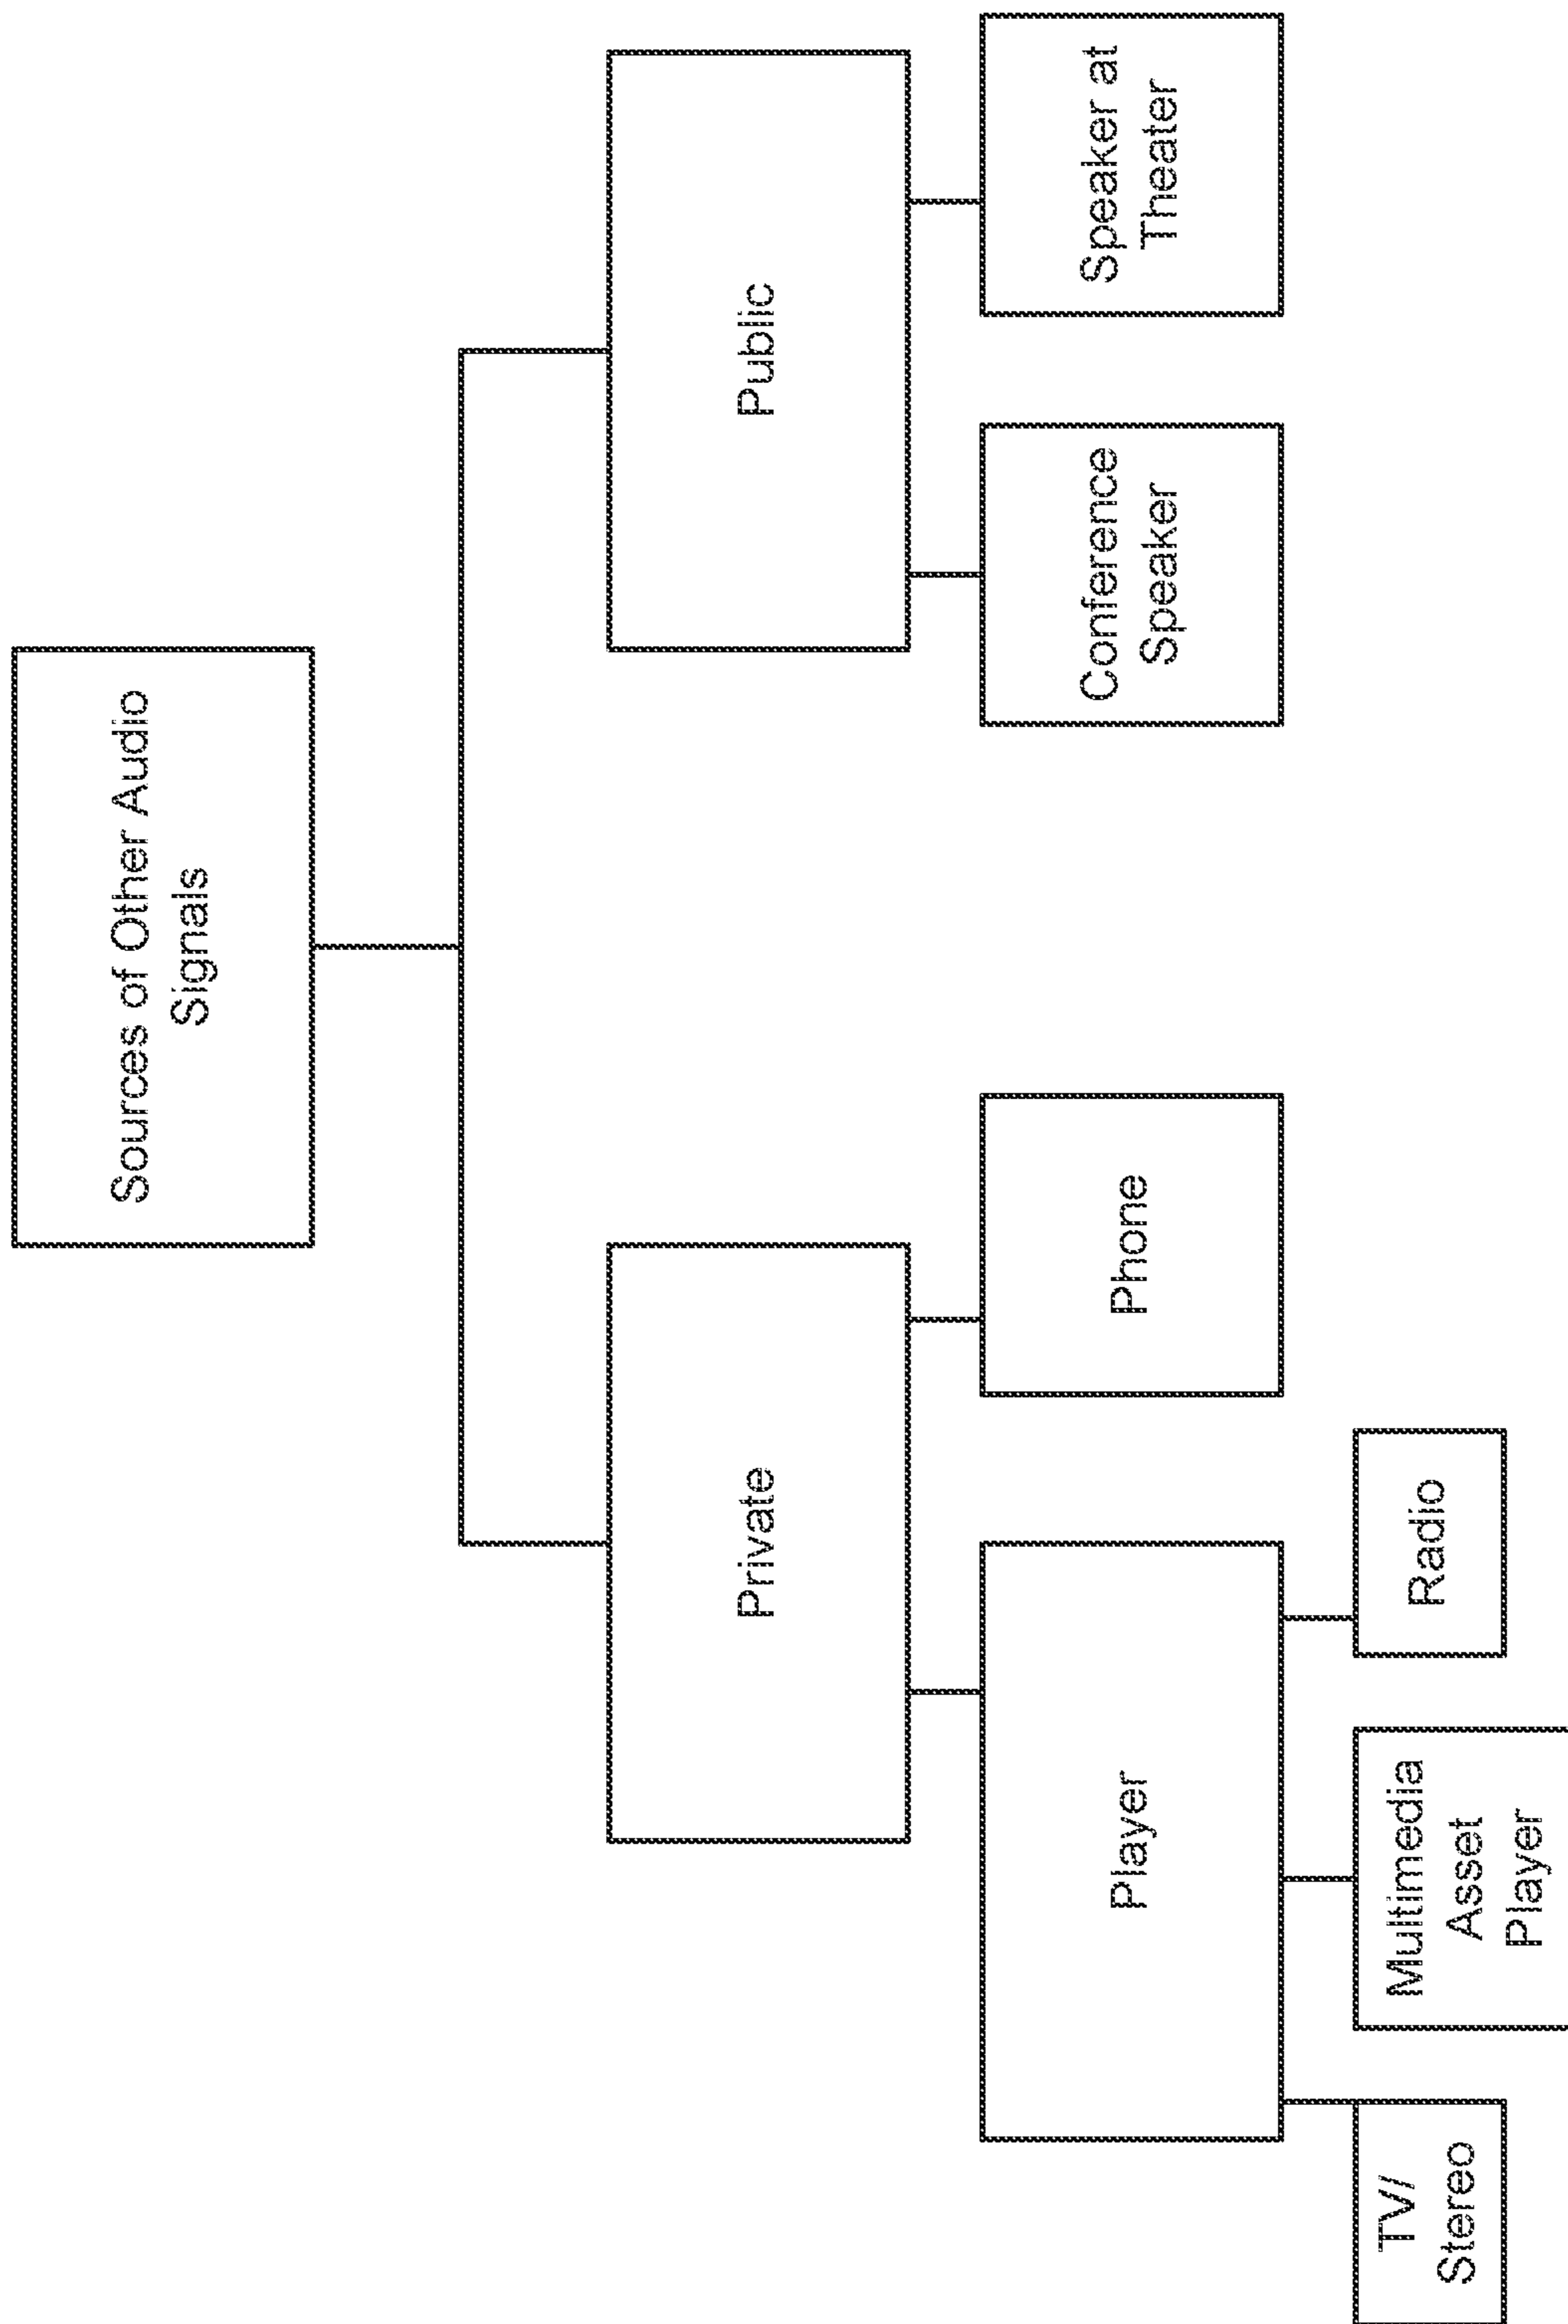 Sources of Other Audio
Signals
Private
Public
Player
Phone
Conference
Speaker
Speaker at
Theater
TV/
Stereo
Multimedia
Asset
Player
Radio